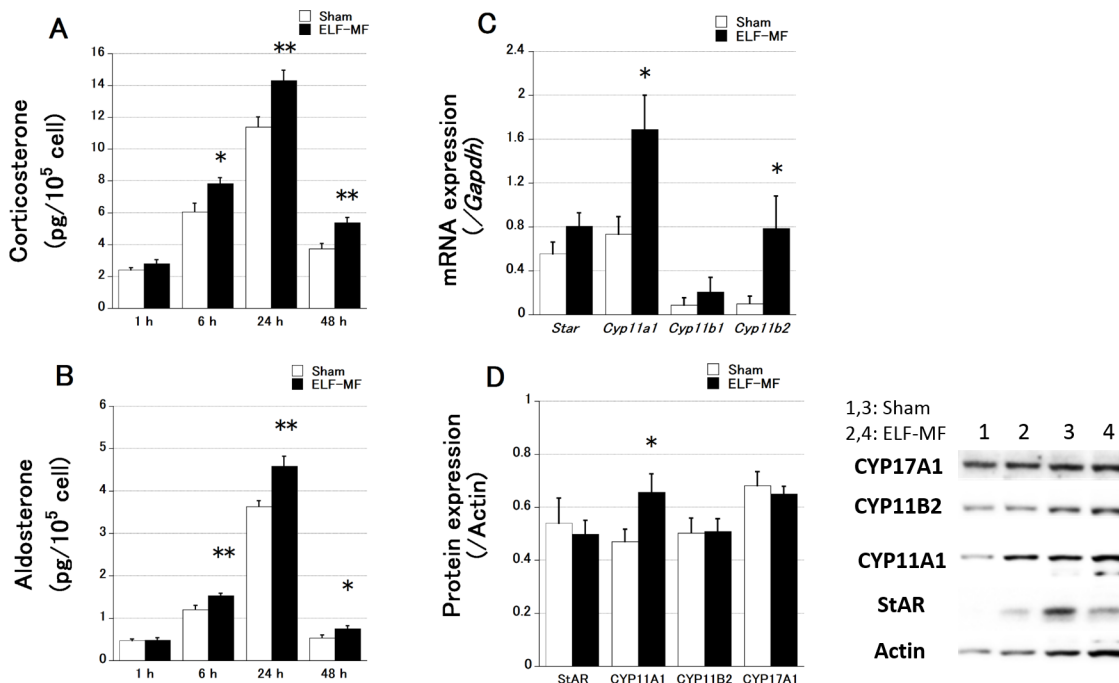 A
Sham
ELF-MF
Corticosterone
(pg/10⁵ cell)
16
14
12
10
8
6
4
2
0
*
**
**
1 h
6 h
24 h
48 h
B
Sham
ELF-MF
Aldosterone
(pg/10⁵ cell)
6
5
4
3
2
1
0
**
**
*
1 h
6 h
24 h
48 h
C
Sham
ELF-MF
mRNA expression
(/Gapdh)
2.4
2
1.6
1.2
0.8
0.4
0
*
*
Star
Cyp11a1
Cyp11b1
Cyp11b2
D
Sham
ELF-MF
Protein expression
(/Actin)
1
0.8
0.6
0.4
0.2
0
*
StAR
CYP11A1
CYP11B2
CYP17A1
1,3: Sham
2,4: ELF-MF
1 2 3 4
CYP17A1
CYP11B2
CYP11A1
StAR
Actin